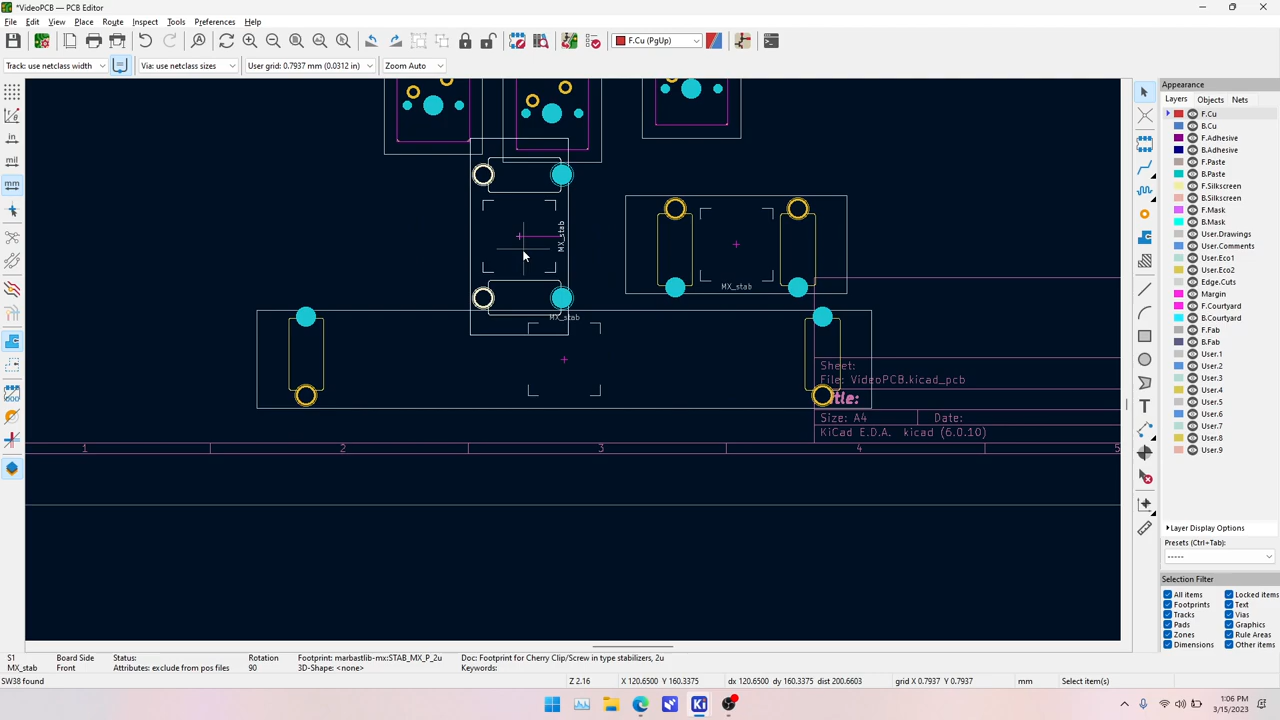 *VideoPCB — PCB Editor
File Edit View Place Route Inspect Tools Preferences Help
F.Cu (PgUp)
Track: use netclass width
Via: use netclass sizes
User grid: 0.7937 mm (0.0312 in)
Zoom Auto
in
mil
mm
MX_stab
MX_stab
MX_stab
Sheet:
File: VideoPCB.kicad_pcb
Title:
Size: A4 Date:
KiCad E.D.A. kicad (6.0.10)
1 2 3 4 5
Appearance
Layers Objects Nets
F.Cu
B.Cu
F.Adhesive
B.Adhesive
F.Paste
B.Paste
F.Silkscreen
B.Silkscreen
F.Mask
B.Mask
User.Drawings
User.Comments
User.Eco1
User.Eco2
Edge.Cuts
Margin
F.Courtyard
B.Courtyard
F.Fab
B.Fab
User.1
User.2
User.3
User.4
User.5
User.6
User.7
User.8
User.9
Layer Display Options
Presets (Ctrl+Tab):
-----
Selection Filter
All items Locked items
Footprints Text
Tracks Vias
Pads Graphics
Zones Rule Areas
Dimensions Other items
S1 Board Side Status: Rotation Footprint: marbastlib-mx:STAB_MX_P_2u Doc: Footprint for Cherry Clip/Screw in type stabilizers, 2u
MX_stab Front Attributes: exclude from pos files 90 3D-Shape: <none> Keywords:
SW38 found Z 2.16 X 120.6500 Y 160.3375 dx 120.6500 dy 160.3375 dist 200.6603 grid X 0.7937 Y 0.7937 mm Select item(s)
Ki
1:06 PM
3/15/2023